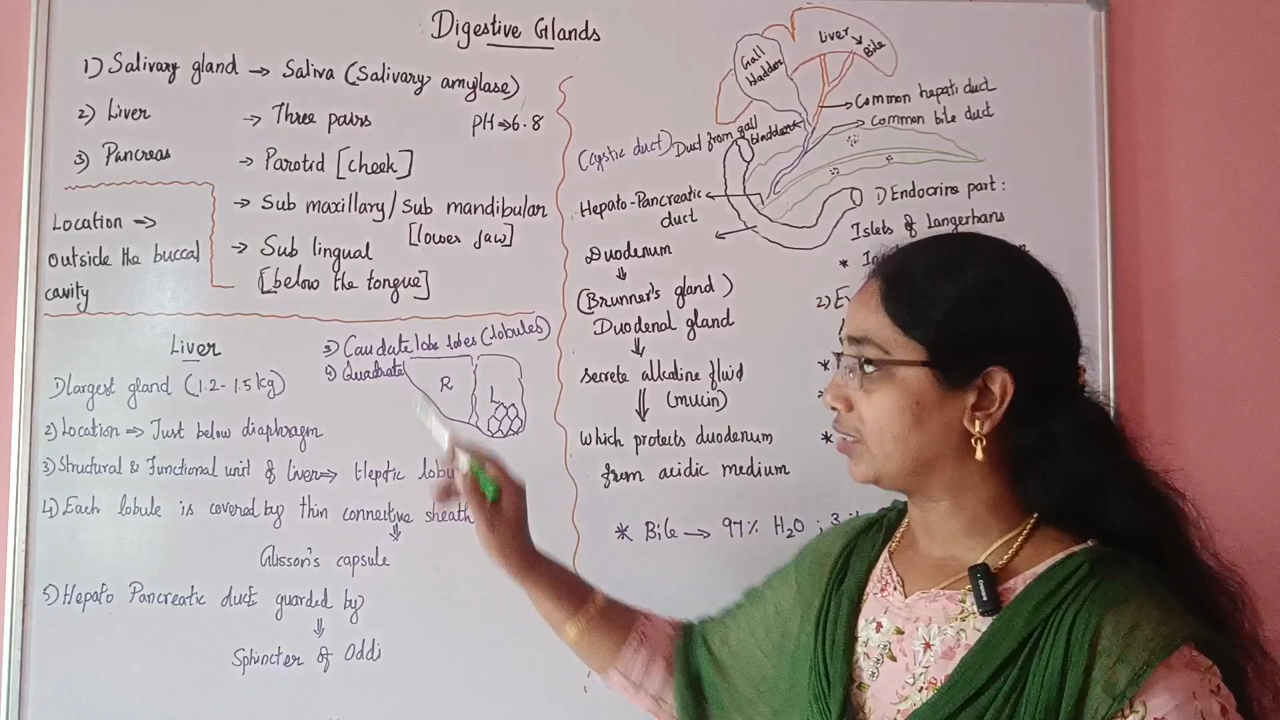 Digestive Glands
1) Salivary gland → Saliva (Salivary amylase)
2) Liver → Three pairs PH⇒6.8
3) Pancreas → Parotid [cheek]
→ Sub maxillary/Sub mandibular
[lower jaw]
→ Sub lingual
[below the tongue]
Location ⇒
outside the buccal
cavity
Liver
1) largest gland (1.2-1.5kg)
2) Location ⇒ Just below diaphragm
3) Structural & Functional unit of liver ⇒ Heptic
4) Each lobule is covered by thin connective sheath
⇓
Glisson's capsule
5) Hepato Pancreatic duct guarded by
⇓
Sphincter of Oddi
3) Caudate lobe lobes (lobules)
4) Quadrate
R
L
Gall
bladder
Liver
Bile
Common hepati duct
Common bile duct
(Cystic duct) Duct from gall
bladder
Hepato-Pancreatic
duct
Duodenum
⇓
(Brunner's gland)
Duodenal gland
⇓
secrete alkaline fluid
(mucin)
⇓
which protects duodenum
from acidic medium
* Bile → 97% H₂O ;
1) Endocrine part:
Islets of Langerhans
*
2)
*
*